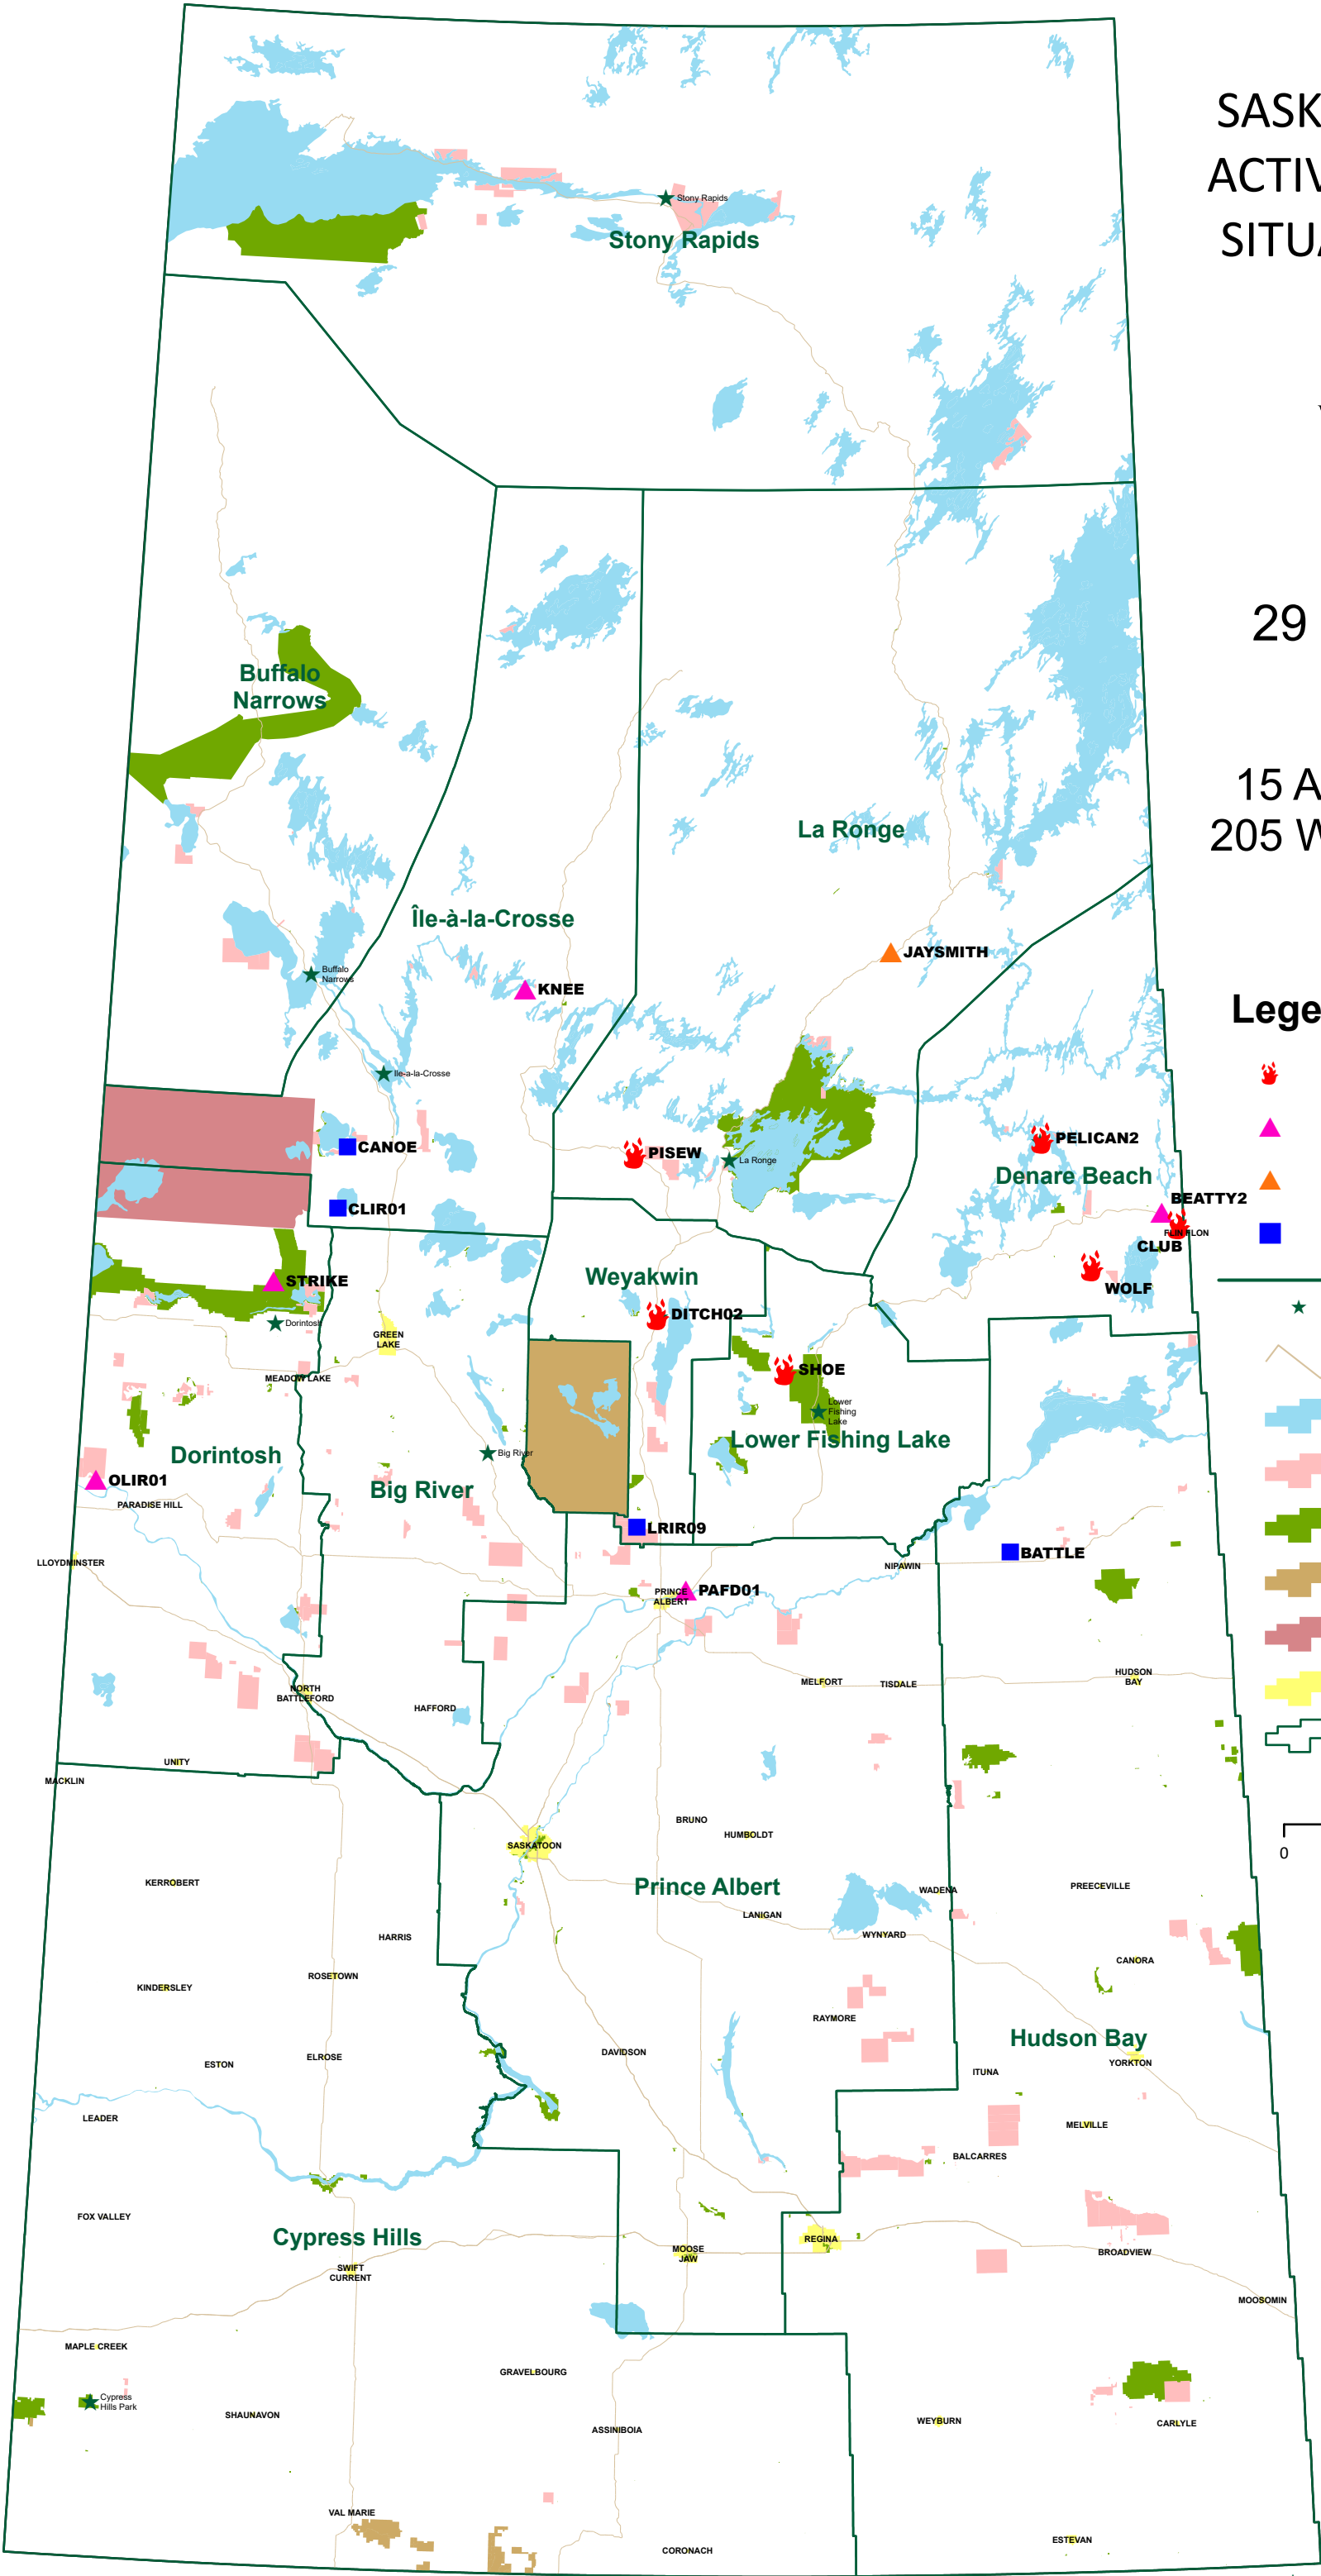 SASK
ACTIV
SITUA
29
15 A
205 W
Lege
0
Stony Rapids
Stony Rapids
Buffalo
Narrows
La Ronge
Île-à-la-Crosse
JAYSMITH
Buffalo
Narrows
KNEE
Ile-a-la-Crosse
CANOE
PISEW
La Ronge
PELICAN2
Denare Beach
BEATTY2
CLIR01
FLIN FLON
CLUB
STRIKE
Weyakwin
WOLF
DITCH02
Dorintosh
GREEN
LAKE
SHOE
MEADOW LAKE
Lower
Fishing
Lake
Lower Fishing Lake
Dorintosh
Big River
OLIR01
Big River
PARADISE HILL
LRIR09
BATTLE
LLOYDMINSTER
NIPAWIN
PRINCE
ALBERT
PAFD01
MELFORT
TISDALE
HUDSON
BAY
NORTH
BATTLEFORD
HAFFORD
UNITY
MACKLIN
BRUNO
HUMBOLDT
SASKATOON
KERROBERT
Prince Albert
WADENA
PREECEVILLE
LANIGAN
HARRIS
WYNYARD
CANORA
ROSETOWN
KINDERSLEY
RAYMORE
Hudson Bay
DAVIDSON
ELROSE
ESTON
YORKTON
ITUNA
LEADER
MELVILLE
BALCARRES
FOX VALLEY
Cypress Hills
REGINA
MOOSE
JAW
BROADVIEW
SWIFT
CURRENT
MOOSOMIN
MAPLE CREEK
GRAVELBOURG
Cypress
Hills Park
SHAUNAVON
WEYBURN
CARLYLE
ASSINIBOIA
VAL MARIE
ESTEVAN
CORONACH